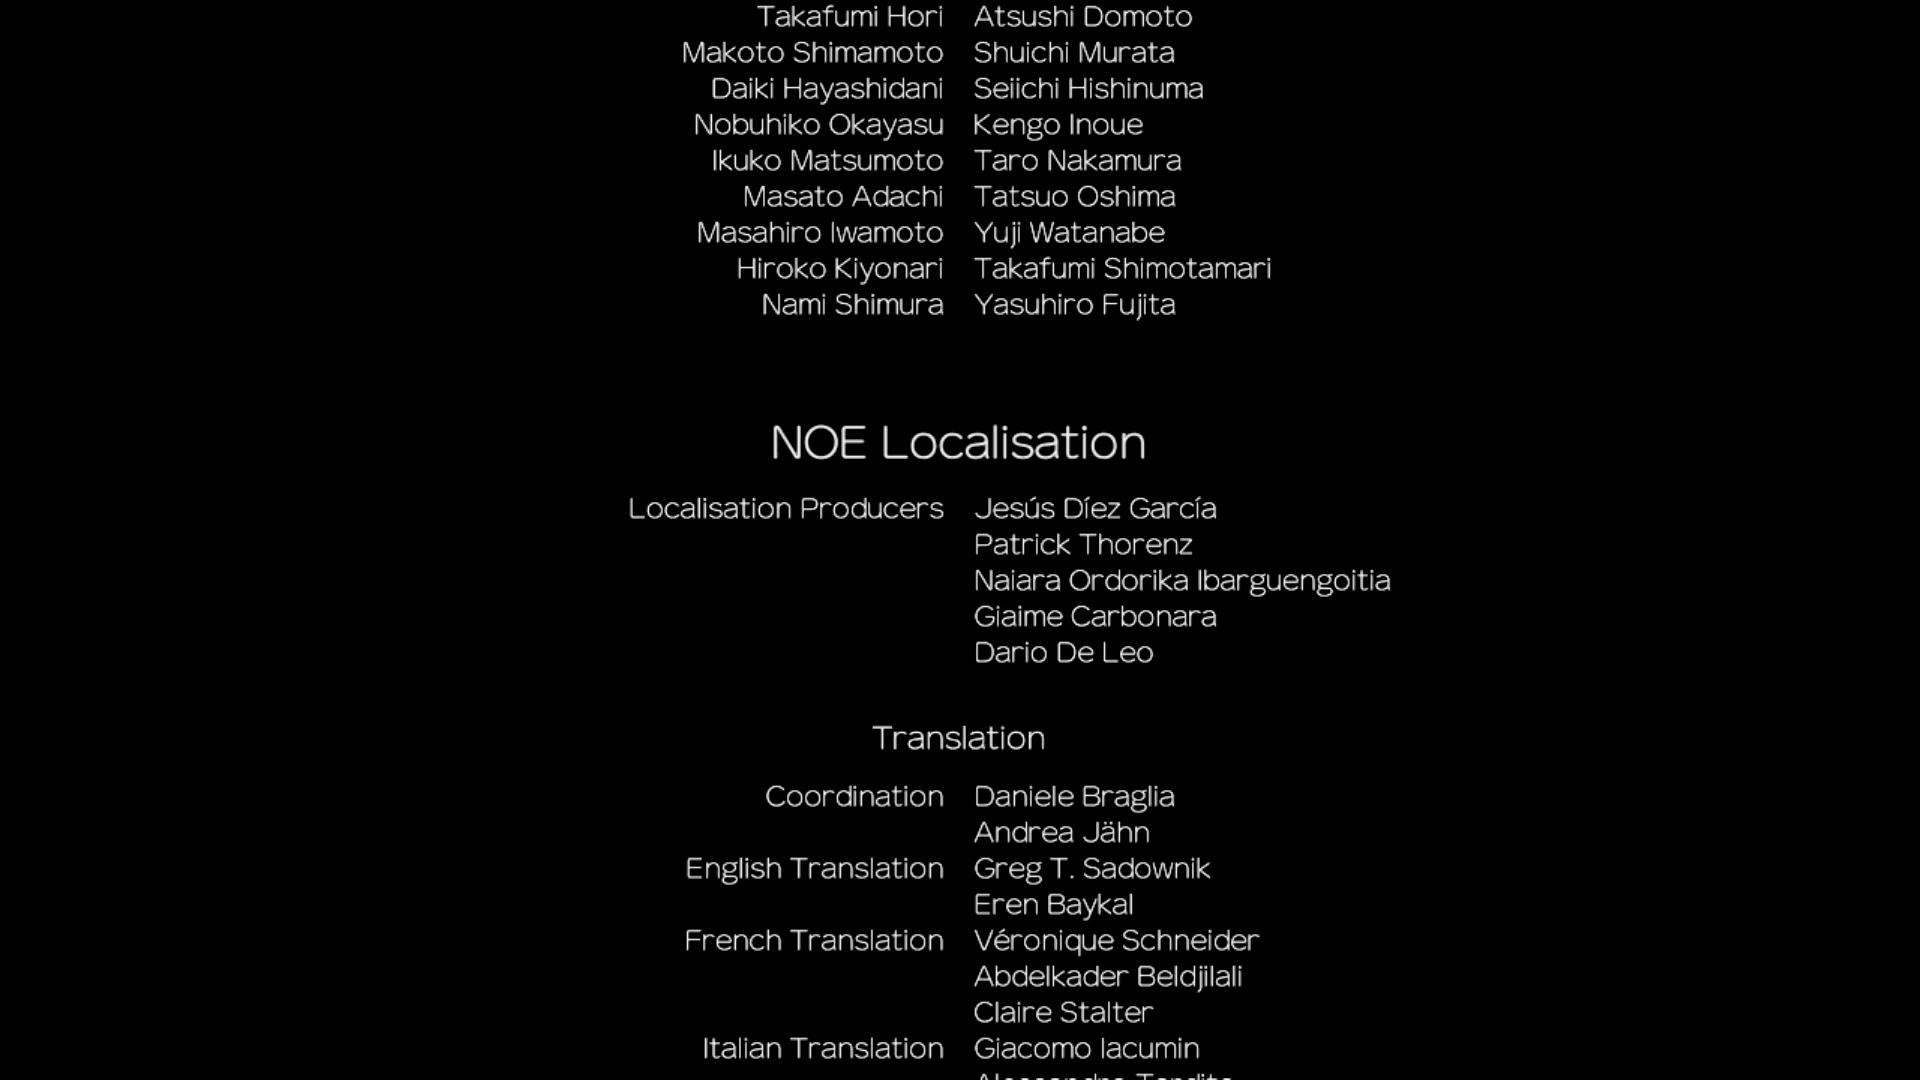 Takafumi Hori Atsushi Domoto
Makoto Shimamoto Shuichi Murata
Daiki Hayashidani Seiichi Hishinuma
Nobuhiko Okayasu Kengo Inoue
Ikuko Matsumoto Taro Nakamura
Masato Adachi Tatsuo Oshima
Masahiro Iwamoto Yuji Watanabe
Hiroko Kiyonari Takafumi Shimotamari
Nami Shimura Yasuhiro Fujita
NOE Localisation
Localisation Producers Jesús Díez García
Patrick Thorenz
Naiara Ordorika Ibarguengoitia
Giaime Carbonara
Dario De Leo
Translation
Coordination Daniele Braglia
Andrea Jähn
English Translation Greg T. Sadownik
Eren Baykal
French Translation Véronique Schneider
Abdelkader Beldjilali
Claire Stalter
Italian Translation Giacomo Iacumin